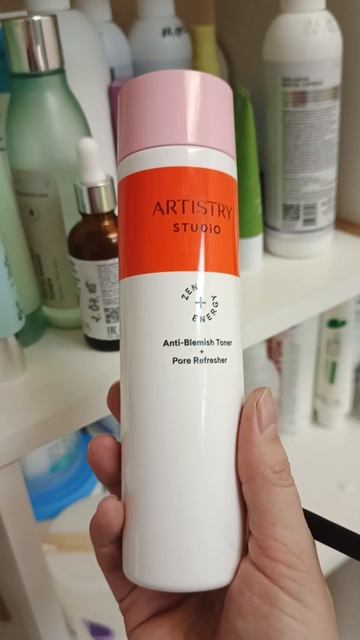 ARTISTRY
STUDIO
ZEN
+
ENERGY
Anti-Blemish Toner
+
Pore Refresher